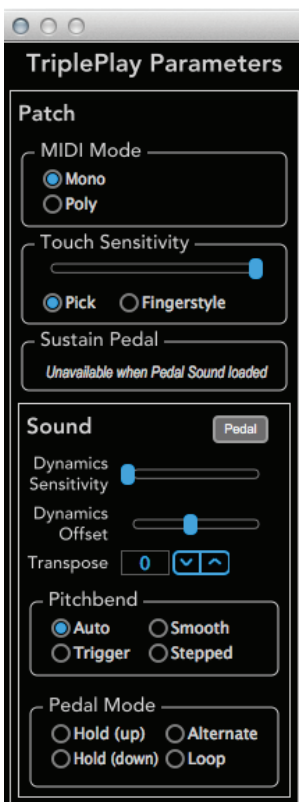 TriplePlay Parameters
Patch
MIDI Mode
Mono
Poly
Touch Sensitivity
Pick Fingerstyle
Sustain Pedal
Unavailable when Pedal Sound loaded
Sound Pedal
Dynamics
Sensitivity
Dynamics
Offset
Transpose 0
Pitchbend
Auto Smooth
Trigger Stepped
Pedal Mode
Hold (up) Alternate
Hold (down) Loop